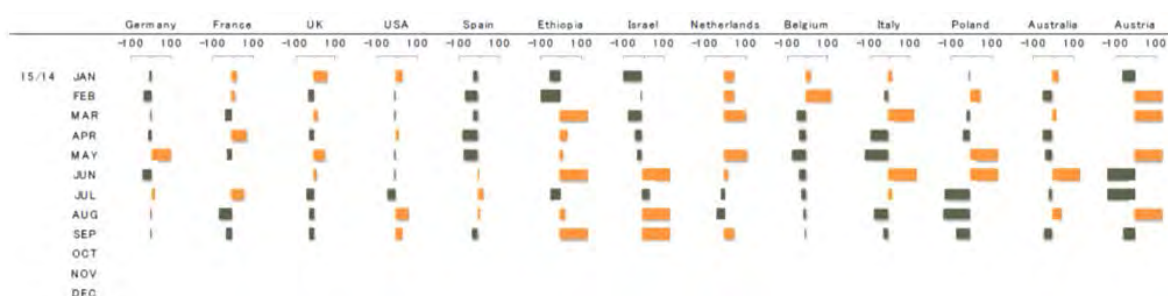 Germany France UK USA Spain Ethiopia Israel Netherlands Belgium Italy Poland Australia Austria
-100 100 -100 100 -100 100 -100 100 -100 100 -100 100 -100 100 -100 100 -100 100 -100 100 -100 100 -100 100 -100 100
15/14 JAN
FEB
MAR
APR
MAY
JUN
JUL
AUG
SEP
OCT
NOV
DEC